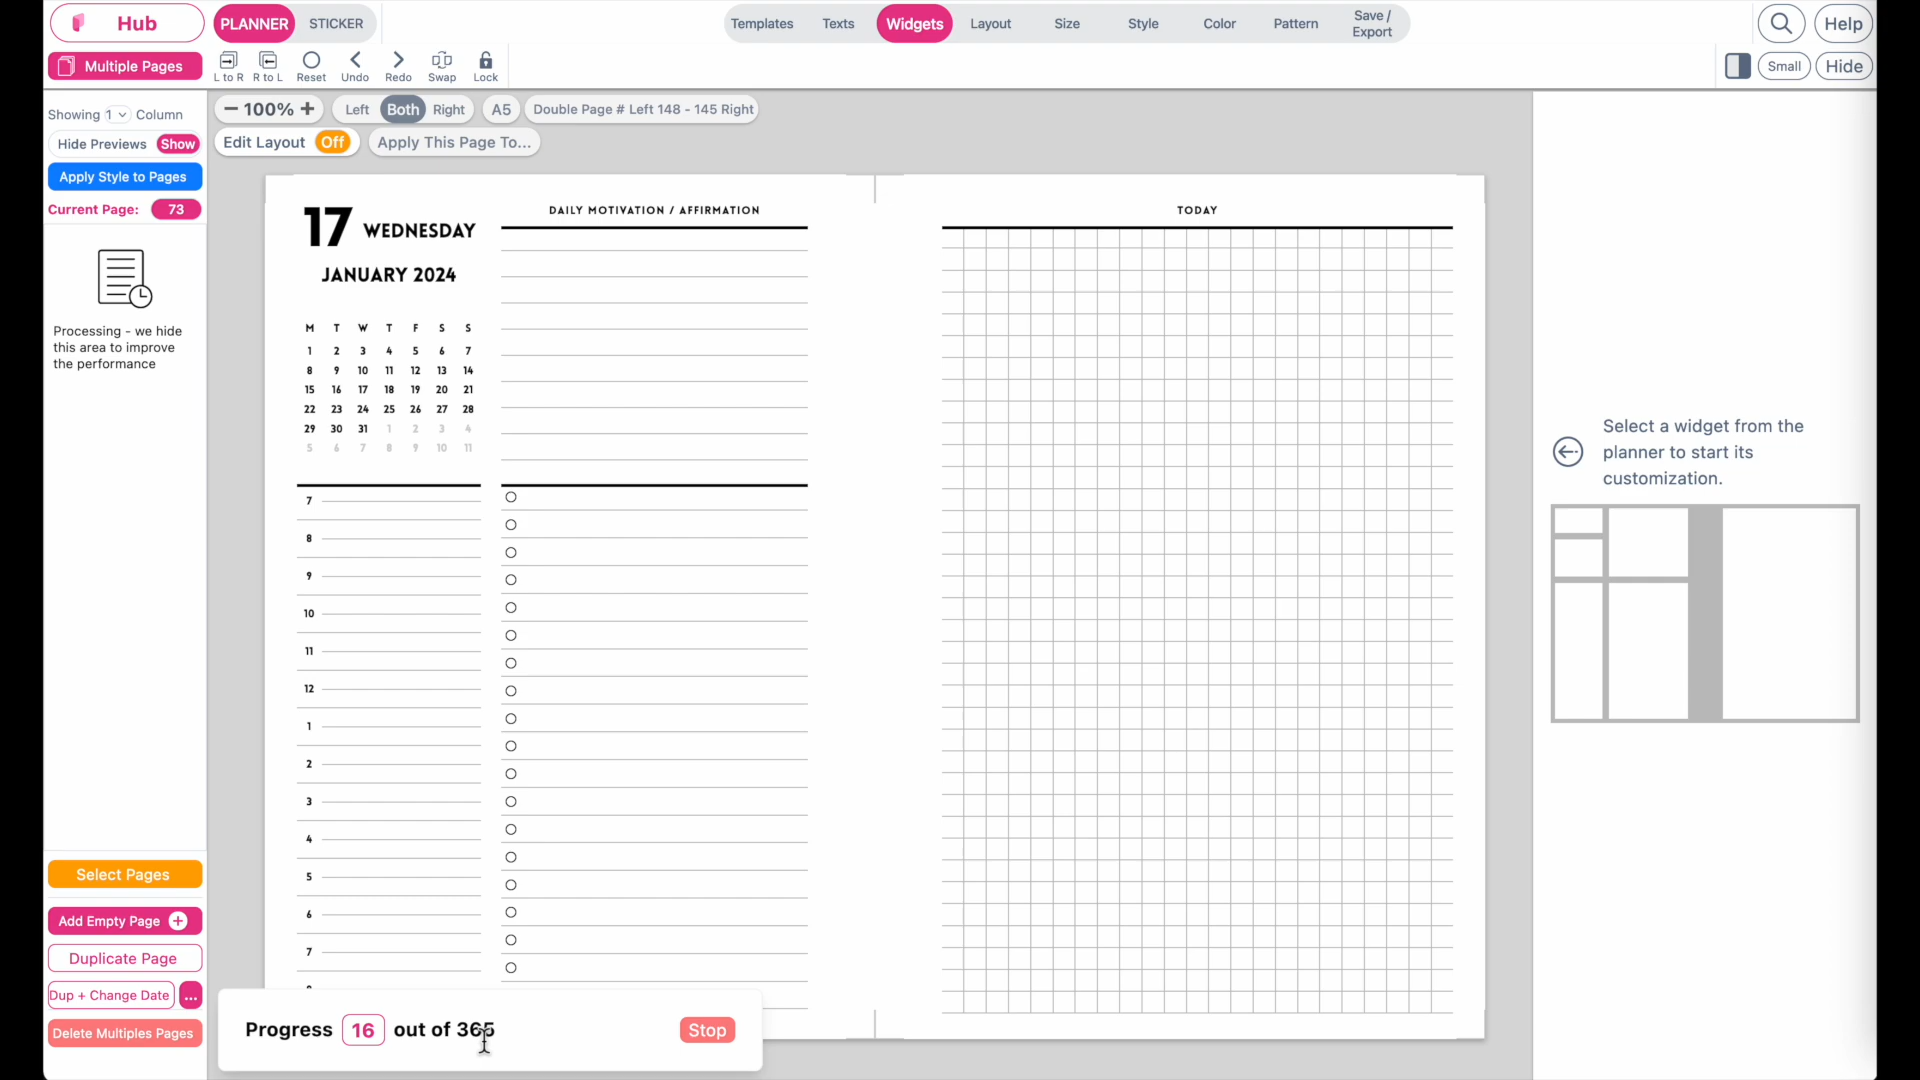 Hub
PLANNER STICKER
Templates Texts Widgets Layout Size Style Color Pattern Save / Export
Help
Multiple Pages
L to R R to L Reset Undo Redo Swap Lock
Small Hide
Showing 1 Column
100% Left Both Right A5 Double Page # Left 148 - 145 Right
Hide Previews Show
Edit Layout Off Apply This Page To...
Apply Style to Pages
Current Page: 73
Processing - we hide
this area to improve
the performance
17 WEDNESDAY
JANUARY 2024
DAILY MOTIVATION / AFFIRMATION
TODAY
M T W T F S S
1 2 3 4 5 6 7
8 9 10 11 12 13 14
15 16 17 18 19 20 21
22 23 24 25 26 27 28
29 30 31 1 2 3 4
5 6 7 8 9 10 11
7
8
9
10
11
12
1
2
3
4
5
6
7
Select a widget from the
planner to start its
customization.
Select Pages
Add Empty Page
Duplicate Page
Dup + Change Date ...
Delete Multiples Pages
Progress 16 out of 365 Stop